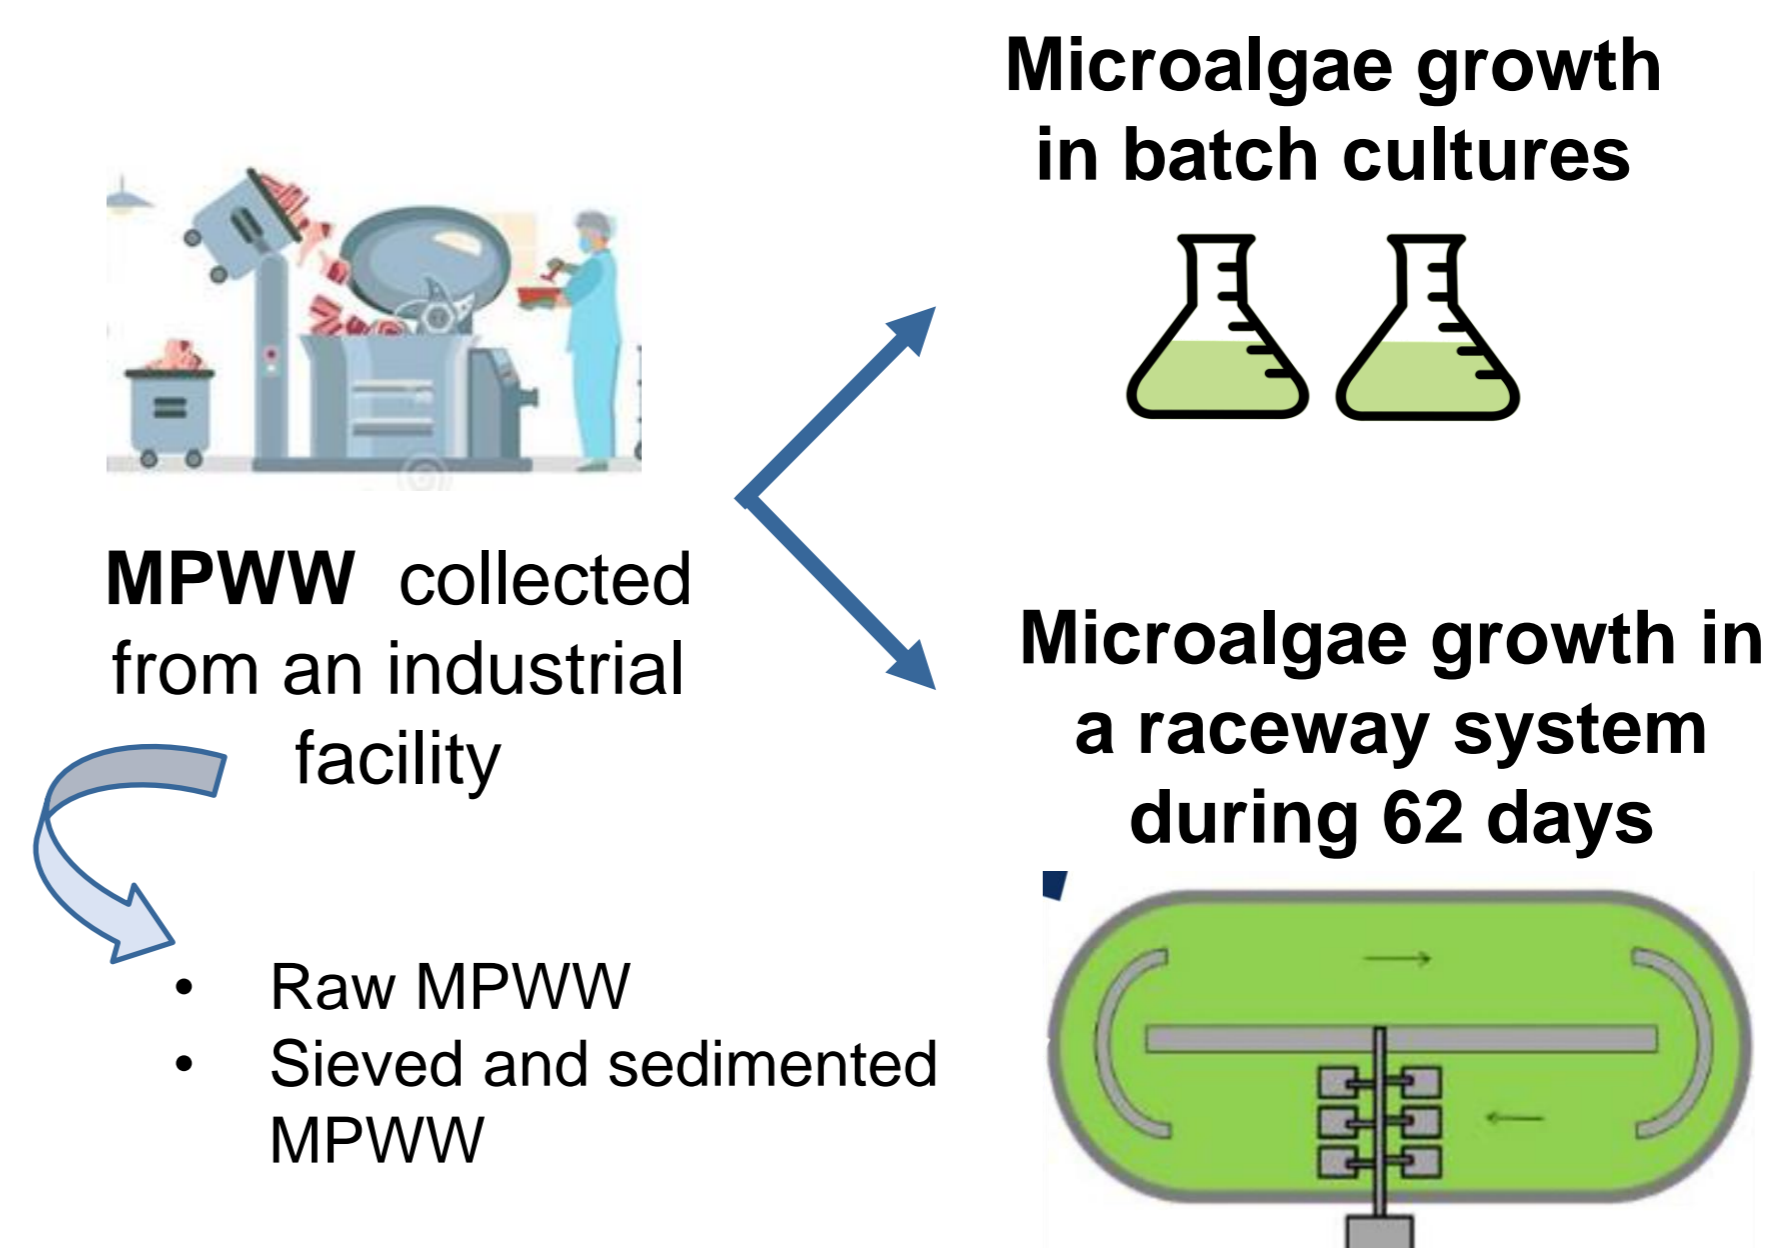 Microalgae growth
in batch cultures
MPWW collected
from an industrial
facility
• Raw MPWW
• Sieved and sedimented
MPWW
Microalgae growth in
a raceway system
during 62 days